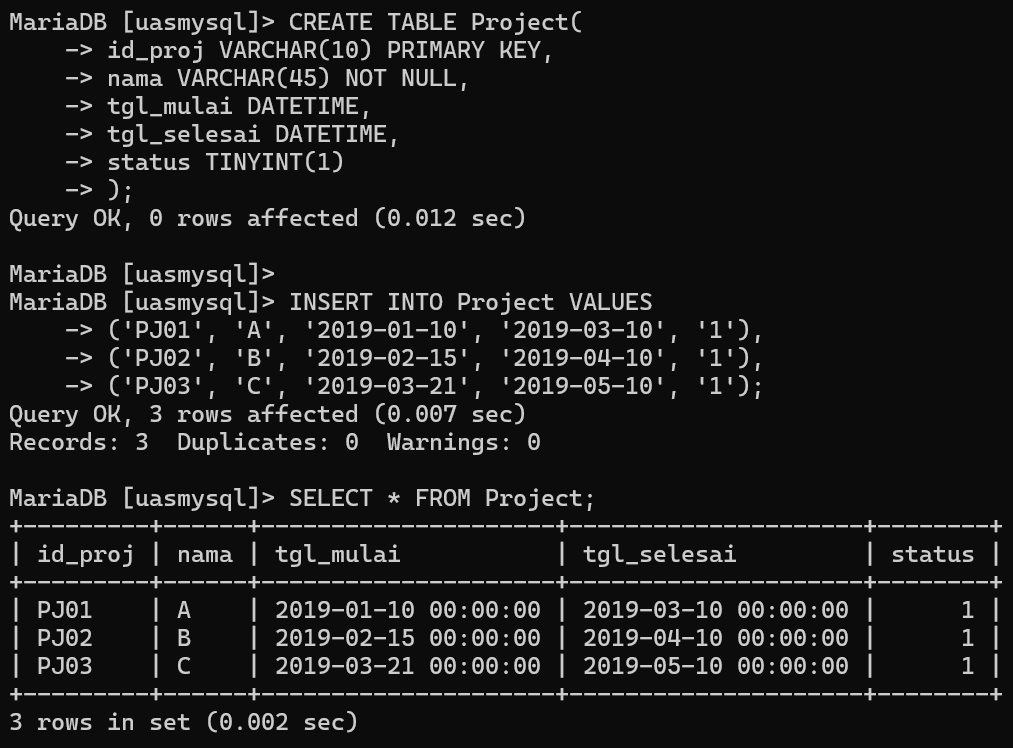 MariaDB [uasmysql]> CREATE TABLE Project(
    -> id_proj VARCHAR(10) PRIMARY KEY,
    -> nama VARCHAR(45) NOT NULL,
    -> tgl_mulai DATETIME,
    -> tgl_selesai DATETIME,
    -> status TINYINT(1)
    -> );
Query OK, 0 rows affected (0.012 sec)

MariaDB [uasmysql]>
MariaDB [uasmysql]> INSERT INTO Project VALUES
    -> ('PJ01', 'A', '2019-01-10', '2019-03-10', '1'),
    -> ('PJ02', 'B', '2019-02-15', '2019-04-10', '1'),
    -> ('PJ03', 'C', '2019-03-21', '2019-05-10', '1');
Query OK, 3 rows affected (0.007 sec)
Records: 3  Duplicates: 0  Warnings: 0

MariaDB [uasmysql]> SELECT * FROM Project;
+---------+------+---------------------+---------------------+--------+
| id_proj | nama | tgl_mulai           | tgl_selesai         | status |
+---------+------+---------------------+---------------------+--------+
| PJ01    | A    | 2019-01-10 00:00:00 | 2019-03-10 00:00:00 |      1 |
| PJ02    | B    | 2019-02-15 00:00:00 | 2019-04-10 00:00:00 |      1 |
| PJ03    | C    | 2019-03-21 00:00:00 | 2019-05-10 00:00:00 |      1 |
+---------+------+---------------------+---------------------+--------+
3 rows in set (0.002 sec)